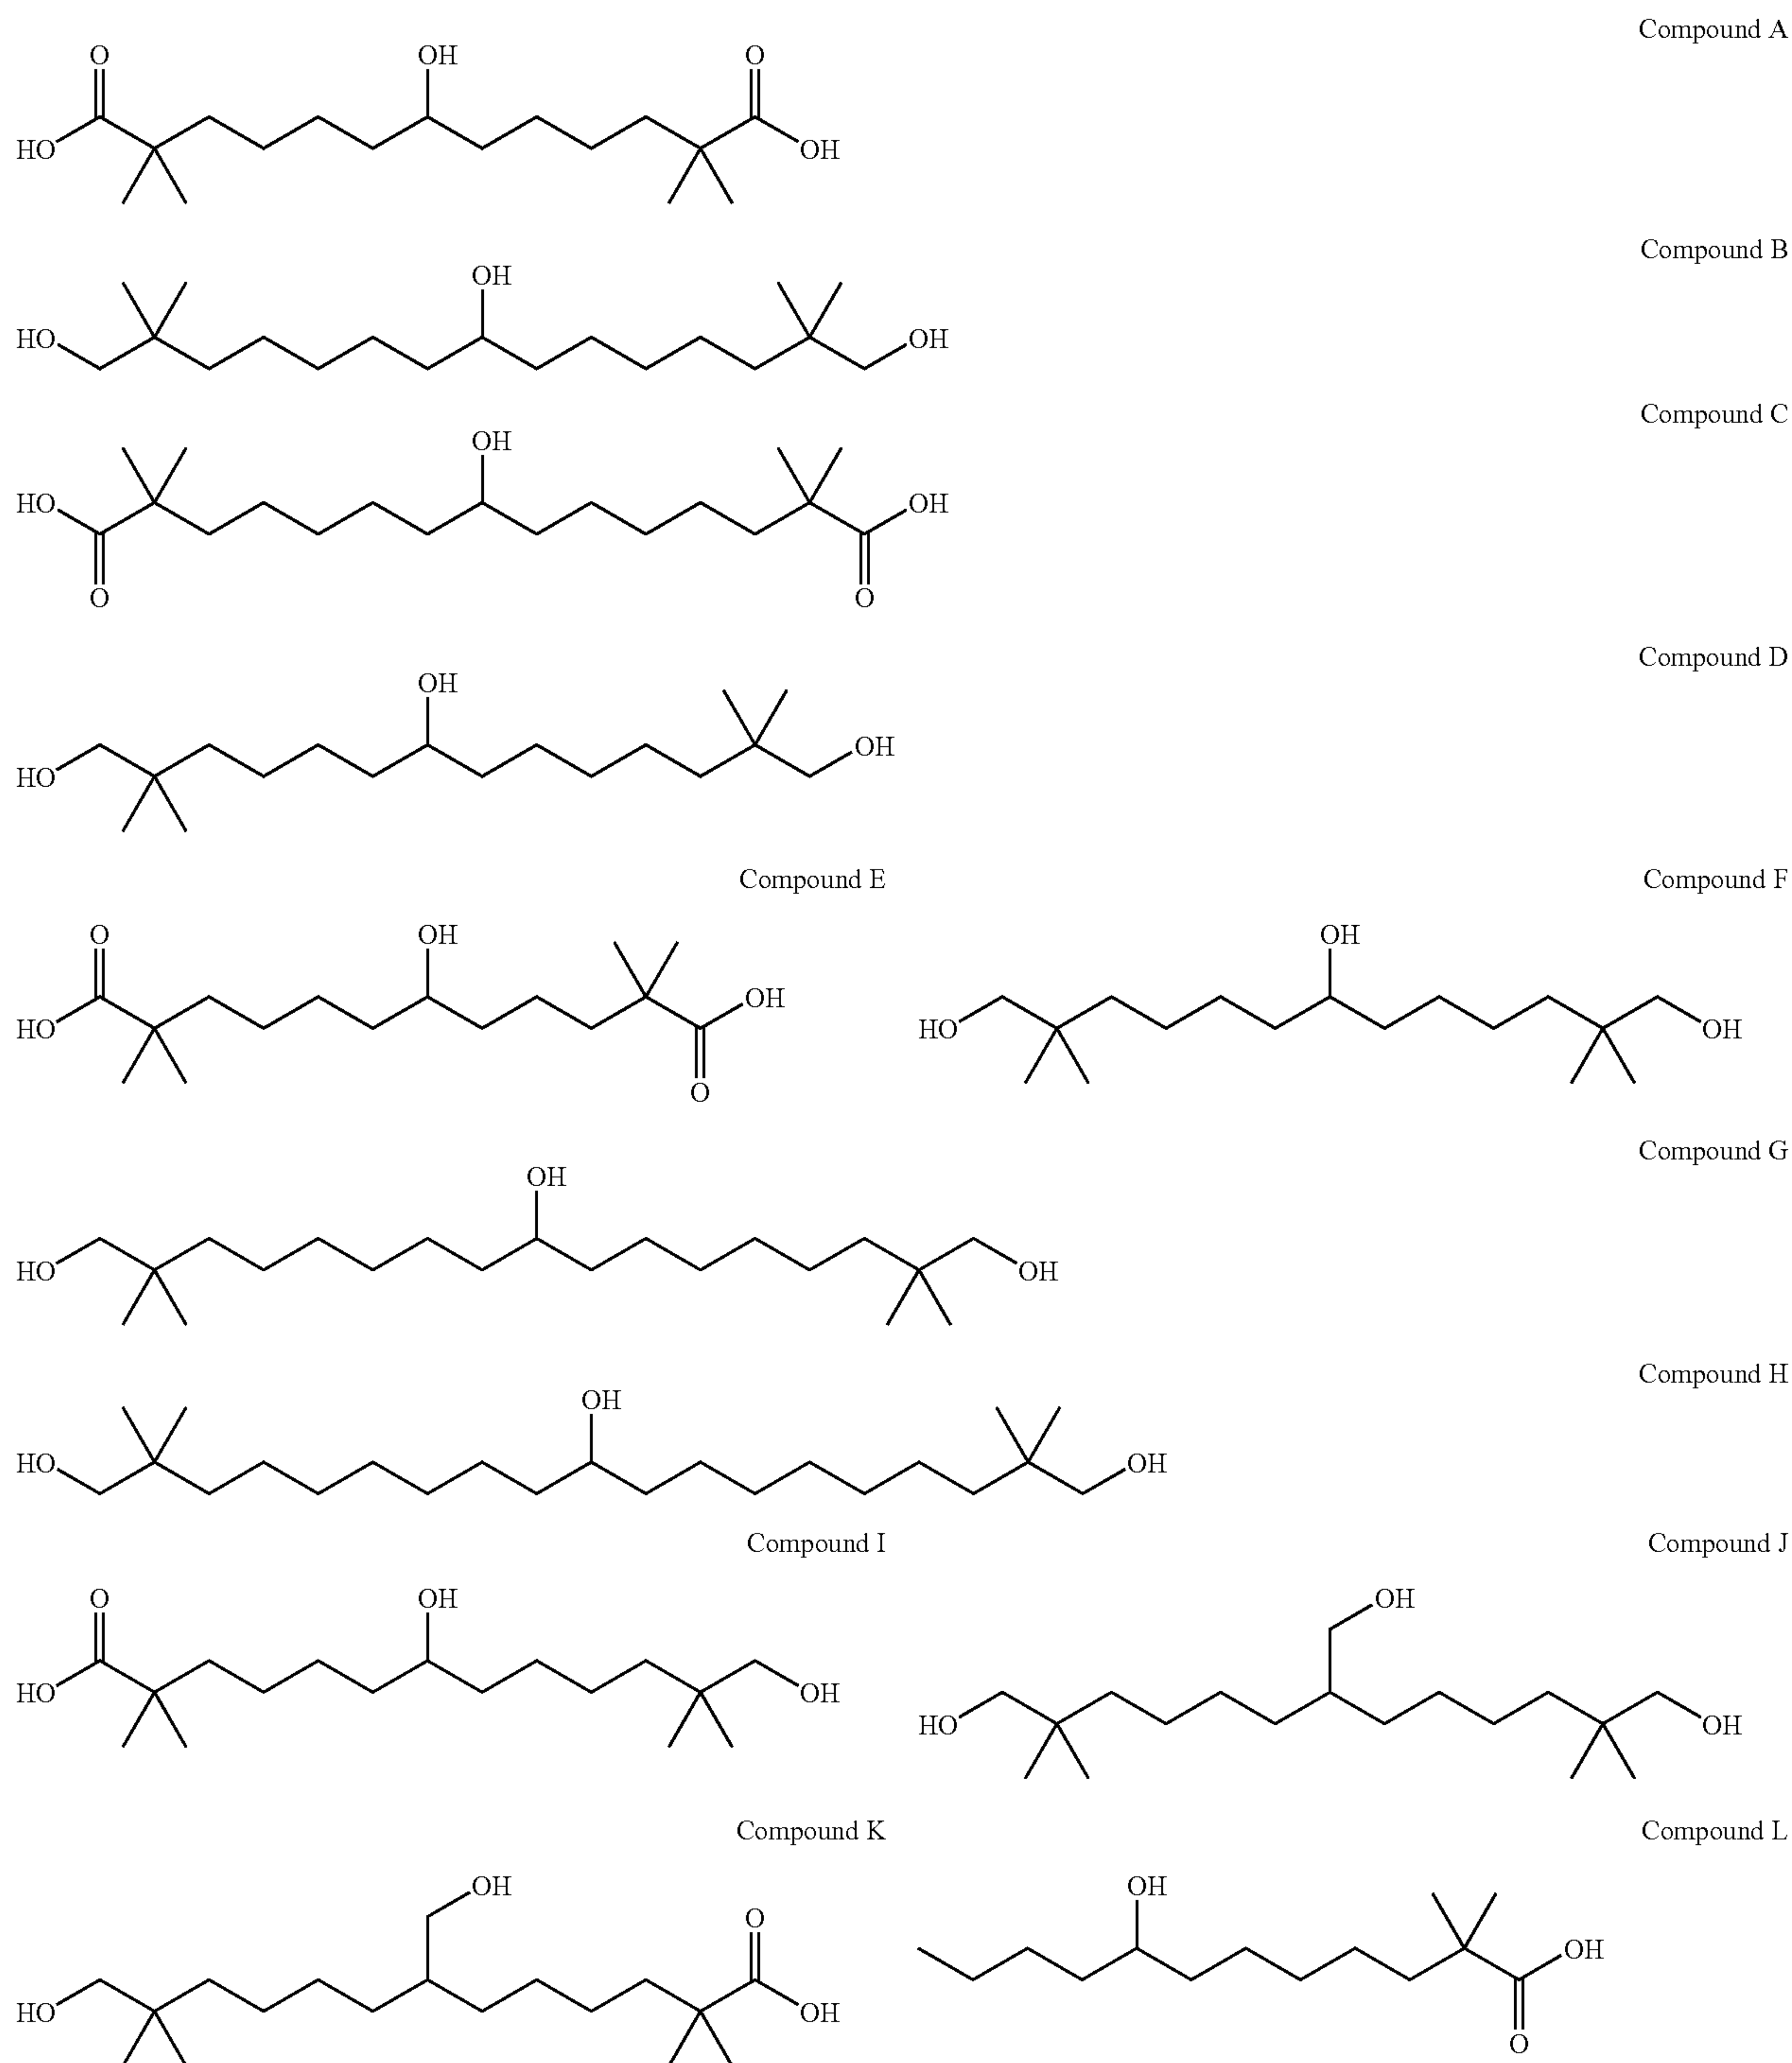 Compound A
O OH O
HO OH
Compound B
OH
HO OH
Compound C
OH
HO OH
O O
Compound D
OH
HO OH
Compound E Compound F
O OH OH
HO OH HO OH
O
Compound G
OH
HO OH
Compound H
OH
HO OH
Compound I Compound J
O OH OH
HO OH HO OH
Compound K Compound L
OH OH
O
HO OH OH
O